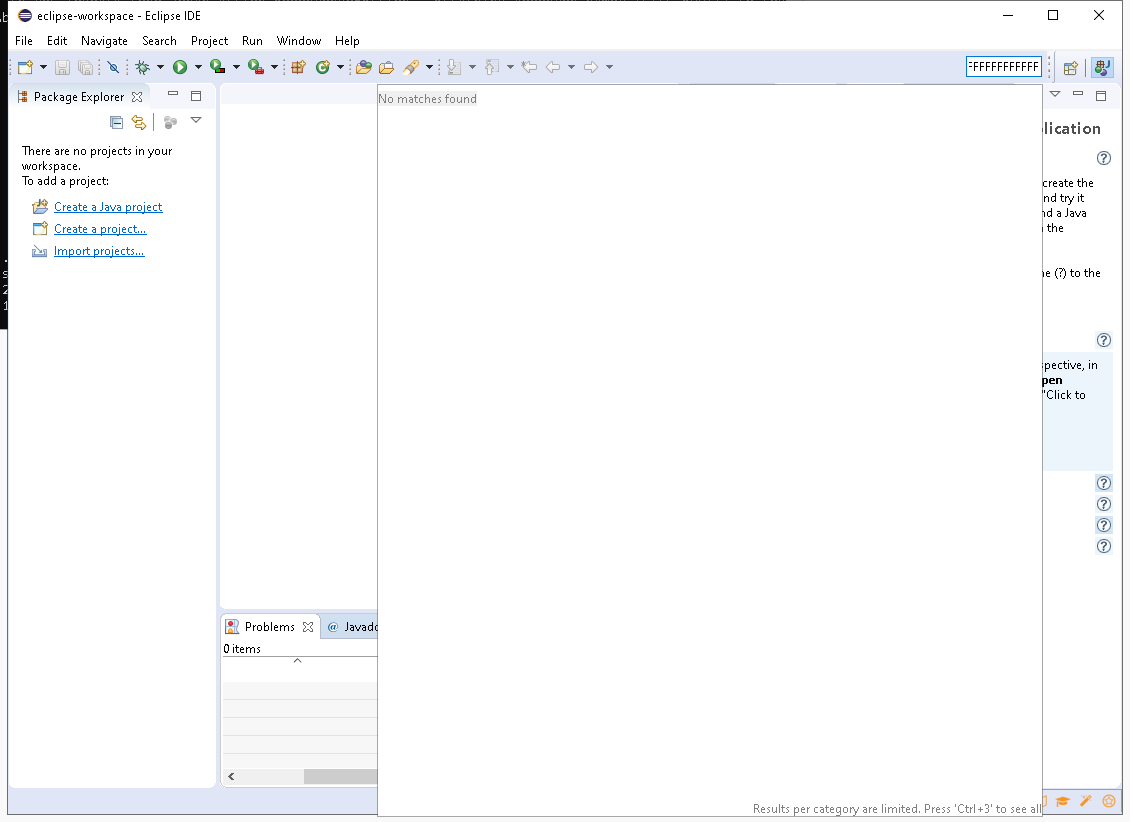 eclipse-workspace - Eclipse IDE
File Edit Navigate Search Project Run Window Help
FFFFFFFFFFFF
Package Explorer
No matches found
lication
There are no projects in your
workspace.
To add a project:
Create a Java project
Create a project...
Import projects...
create the
nd try it
nd a Java
the
e (?) to the
spective, in
pen
"Click to
Problems
@ Javado
0 items
Results per category are limited. Press 'Ctrl+3' to see all